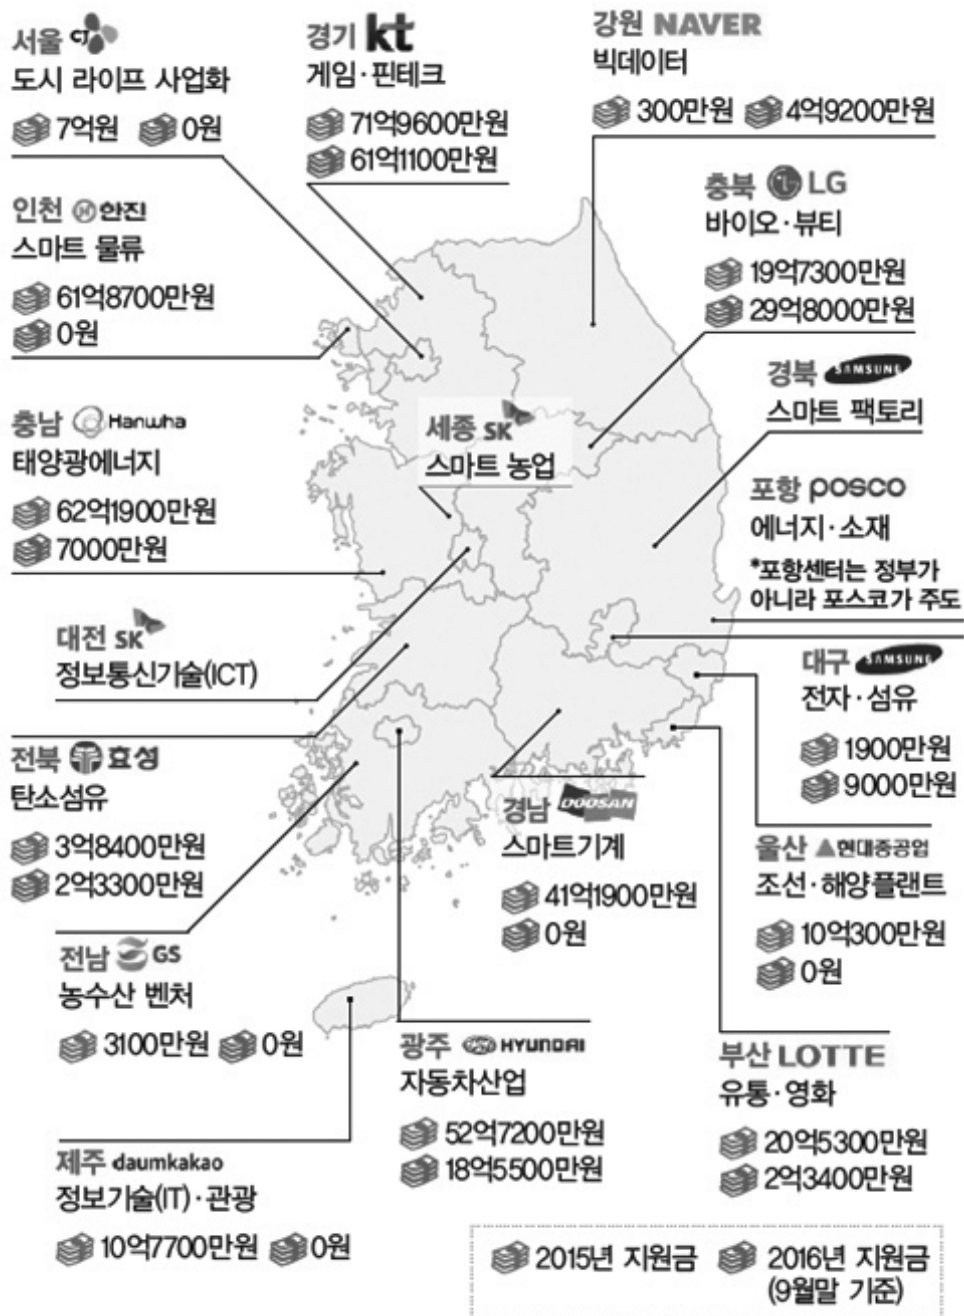 서울 CJ
도시 라이프 사업화
7억원 0원
경기 kt
게임·핀테크
71억9600만원
61억1100만원
강원 NAVER
빅데이터
300만원 4억9200만원
인천 한진
스마트 물류
61억8700만원
0원
충북 LG
바이오·뷰티
19억7300만원
29억8000만원
경북 SAMSUNG
스마트 팩토리
충남 Hanwha
태양광에너지
62억1900만원
7000만원
세종 SK
스마트 농업
포항 posco
에너지·소재
*포항센터는 정부가
아니라 포스코가 주도
대전 SK
정보통신기술(ICT)
대구 SAMSUNG
전자·섬유
1900만원
9000만원
전북 효성
탄소섬유
3억8400만원
2억3300만원
경남 DOOSAN
스마트기계
41억1900만원
0원
울산 현대중공업
조선·해양플랜트
10억300만원
0원
전남 GS
농수산 벤처
3100만원 0원
광주 HYUNDAI
자동차산업
52억7200만원
18억5500만원
부산 LOTTE
유통·영화
20억5300만원
2억3400만원
제주 daumkakao
정보기술(IT)·관광
10억7700만원 0원
2015년 지원금 2016년 지원금
(9월말 기준)